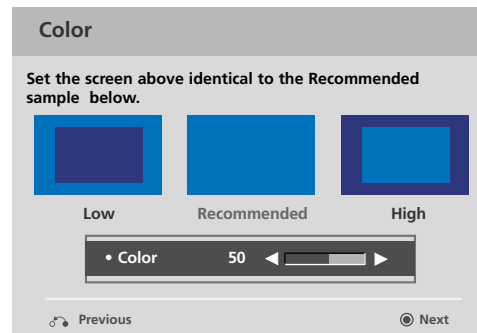 Color
Set the screen above identical to the Recommended
sample below.
Low Recommended High
• Color 50
Previous Next